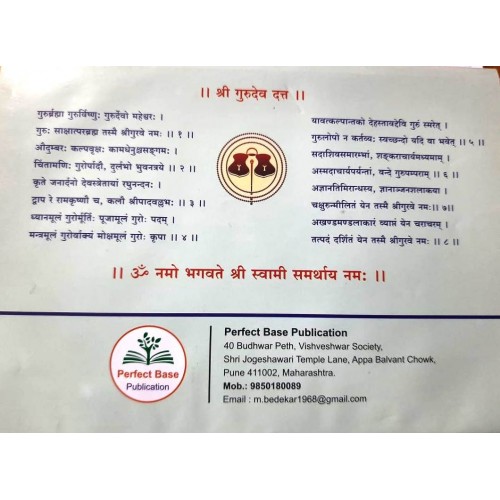 ।। श्री गुरुदेव दत्त ।।
गुरुर्ब्रह्मा गुरुर्विष्णुः गुरुर्देवो महेश्वरः ।
गुरुः साक्षात्परब्रह्म तस्मै श्रीगुरवे नमः ।। १ ।।
औदुम्बरः कल्पवृक्षः कामधेनुश्चसङ्गमः ।
चिंतामणिः गुरोर्पादौ, दुर्लभो भुवनत्रये ।। २ ।।
कृते जनार्दनो देवस्त्रेतायां रघुनन्दनः ।
द्वापरे रामकृष्णौ च, कलौ श्रीपादवल्लभः ।। ३ ।।
ध्यानमूलं गुरोर्मूर्तिः पूजामूलं गुरोः पदम् ।
मन्त्रमूलं गुरोर्वाक्यं मोक्षमूलं गुरोः कृपा ।। ४ ।।
यावत्कल्पान्तको देहस्तावदेवि गुरुं स्मरेत् ।
गुरुलोपो न कर्तव्यः स्वच्छन्दो यदि वा भवेत् ।। ५ ।।
सदाशिवसमारम्भां, शङ्कराचार्यमध्यमाम् ।
अस्मदाचार्यपर्यन्तां, वन्दे गुरुपम्पराम् ।। ६ ।।
अज्ञानतिमिरान्धस्य, ज्ञानाञ्जनशलाकया ।
चक्षुरुन्मीलितं येन तस्मै श्रीगुरवे नमः।। ७।।
अखण्डमण्डलाकारं व्याप्तं येन चराचरम् ।
तत्पदं दर्शितं येन तस्मै श्रीगुरवे नमः ।। ८ ।।
।। ॐ नमो भगवते श्री स्वामी समर्थाय नमः ।।
Perfect Base
Publication
Perfect Base Publication
40 Budhwar Peth, Vishveshwar Society,
Shri Jogeshawari Temple Lane, Appa Balvant Chowk,
Pune 411002, Maharashtra.
Mob.: 9850180089
Email : m.bedekar1968@gmail.com